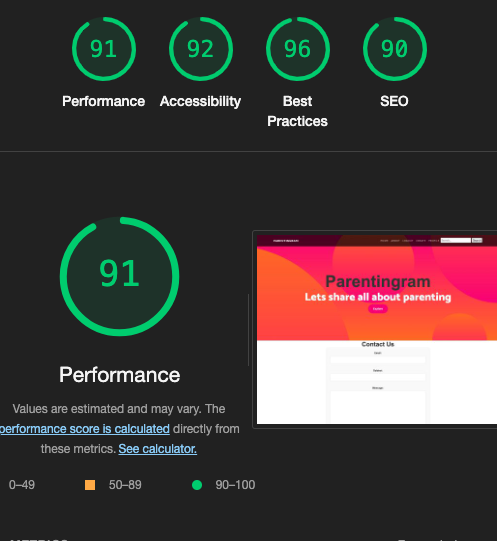 91
92
96
90
Performance
Accessibility
Best
Practices
SEO
91
Performance
Values are estimated and may vary. The
performance score is calculated directly from
these metrics. See calculator.
0–49
50–89
90–100
Parentingram
Lets share all about parenting
Contact Us
METRICS